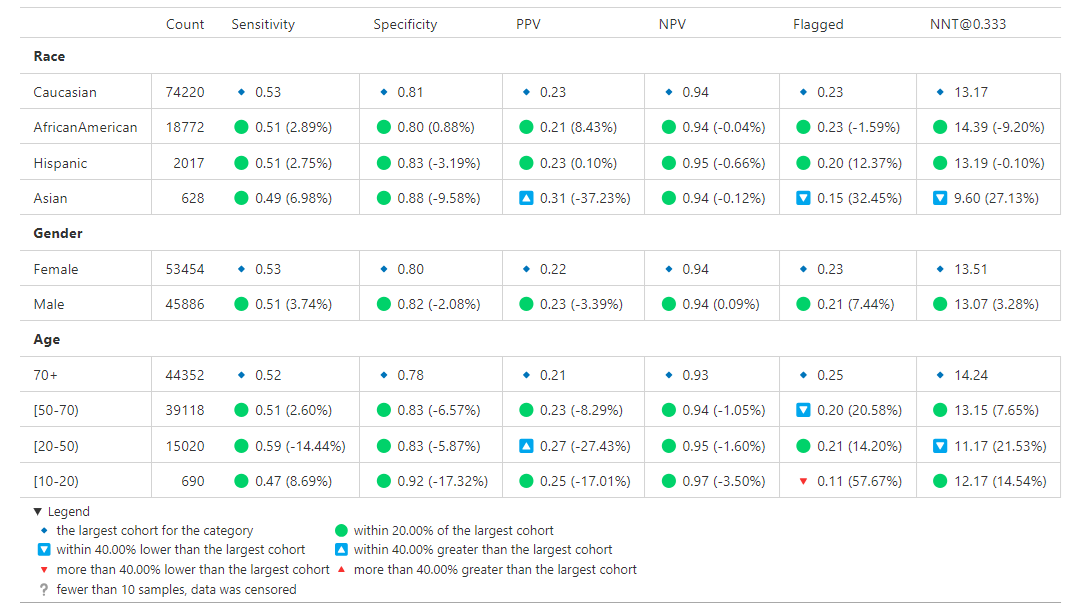 Count Sensitivity Specificity PPV NPV Flagged NNT@0.333
Race
Caucasian 74220 0.53 0.81 0.23 0.94 0.23 13.17
AfricanAmerican 18772 0.51 (2.89%) 0.80 (0.88%) 0.21 (8.43%) 0.94 (-0.04%) 0.23 (-1.59%) 14.39 (-9.20%)
Hispanic 2017 0.51 (2.75%) 0.83 (-3.19%) 0.23 (0.10%) 0.95 (-0.66%) 0.20 (12.37%) 13.19 (-0.10%)
Asian 628 0.49 (6.98%) 0.88 (-9.58%) 0.31 (-37.23%) 0.94 (-0.12%) 0.15 (32.45%) 9.60 (27.13%)
Gender
Female 53454 0.53 0.80 0.22 0.94 0.23 13.51
Male 45886 0.51 (3.74%) 0.82 (-2.08%) 0.23 (-3.39%) 0.94 (0.09%) 0.21 (7.44%) 13.07 (3.28%)
Age
70+ 44352 0.52 0.78 0.21 0.93 0.25 14.24
[50-70) 39118 0.51 (2.60%) 0.83 (-6.57%) 0.23 (-8.29%) 0.94 (-1.05%) 0.20 (20.58%) 13.15 (7.65%)
[20-50) 15020 0.59 (-14.44%) 0.83 (-5.87%) 0.27 (-27.43%) 0.95 (-1.60%) 0.21 (14.20%) 11.17 (21.53%)
[10-20) 690 0.47 (8.69%) 0.92 (-17.32%) 0.25 (-17.01%) 0.97 (-3.50%) 0.11 (57.67%) 12.17 (14.54%)
▼ Legend
the largest cohort for the category within 20.00% of the largest cohort
within 40.00% lower than the largest cohort within 40.00% greater than the largest cohort
more than 40.00% lower than the largest cohort more than 40.00% greater than the largest cohort
? fewer than 10 samples, data was censored